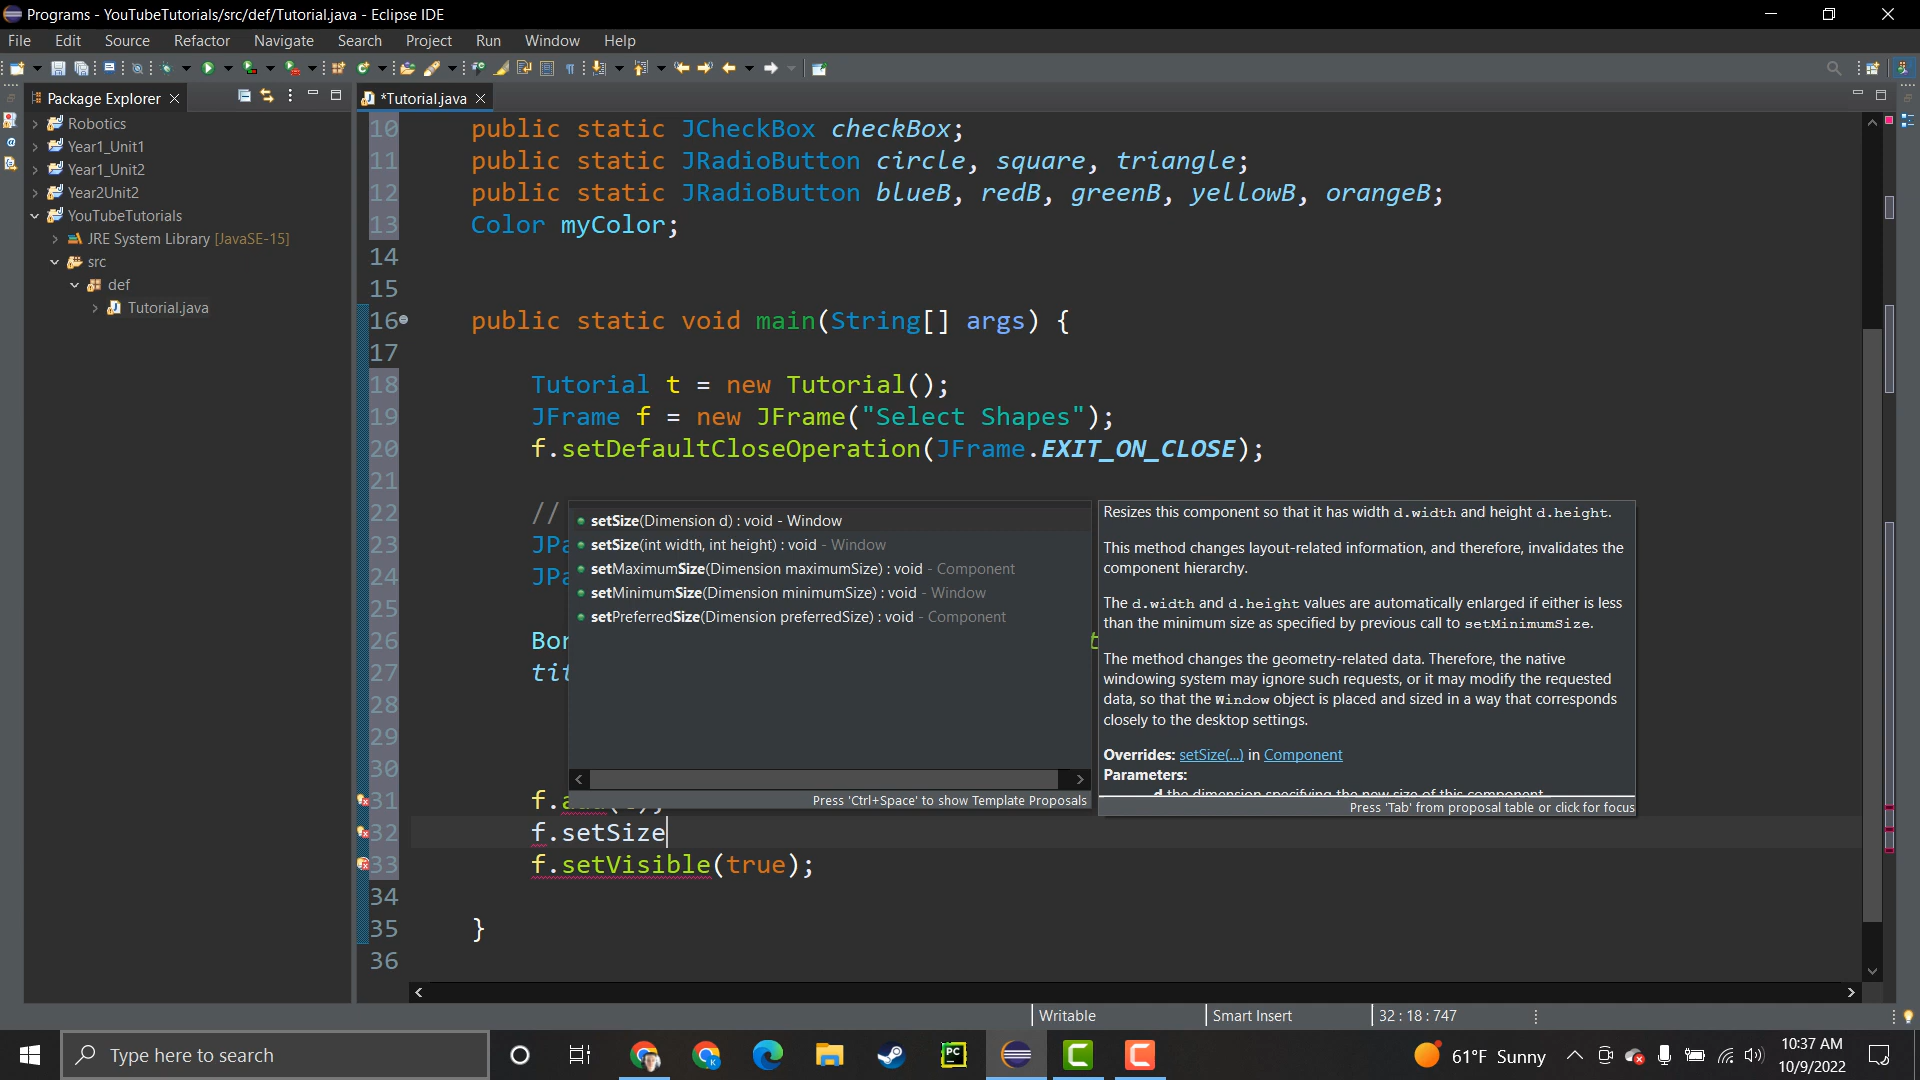 Programs - YouTubeTutorials/src/def/Tutorial.java - Eclipse IDE
File Edit Source Refactor Navigate Search Project Run Window Help
Package Explorer
*Tutorial.java
Robotics
Year1_Unit1
Year1_Unit2
Year2Unit2
YouTubeTutorials
JRE System Library [JavaSE-15]
src
def
Tutorial.java
10 public static JCheckBox checkBox;
11 public static JRadioButton circle, square, triangle;
12 public static JRadioButton blueB, redB, greenB, yellowB, orangeB;
13 Color myColor;
14
15
16 public static void main(String[] args) {
17
18 Tutorial t = new Tutorial();
19 JFrame f = new JFrame("Select Shapes");
20 f.setDefaultCloseOperation(JFrame.EXIT_ON_CLOSE);
21
22 //
23 JPa
24 JPa
25
26 Bor
27 tit
28
29
30
31
32 f.setSize
33 f.setVisible(true);
34
35 }
36
setSize(Dimension d) : void - Window
setSize(int width, int height) : void - Window
setMaximumSize(Dimension maximumSize) : void - Component
setMinimumSize(Dimension minimumSize) : void - Window
setPreferredSize(Dimension preferredSize) : void - Component
Press 'Ctrl+Space' to show Template Proposals
Resizes this component so that it has width d.width and height d.height.
This method changes layout-related information, and therefore, invalidates the
component hierarchy.
The d.width and d.height values are automatically enlarged if either is less
than the minimum size as specified by previous call to setMinimumSize.
The method changes the geometry-related data. Therefore, the native
windowing system may ignore such requests, or it may modify the requested
data, so that the Window object is placed and sized in a way that corresponds
closely to the desktop settings.
Overrides: setSize(...) in Component
Parameters:
d the dimension specifying the new size of this component
Press 'Tab' from proposal table or click for focus
Writable Smart Insert 32 : 18 : 747
Type here to search
PC
61°F Sunny
10:37 AM
10/9/2022